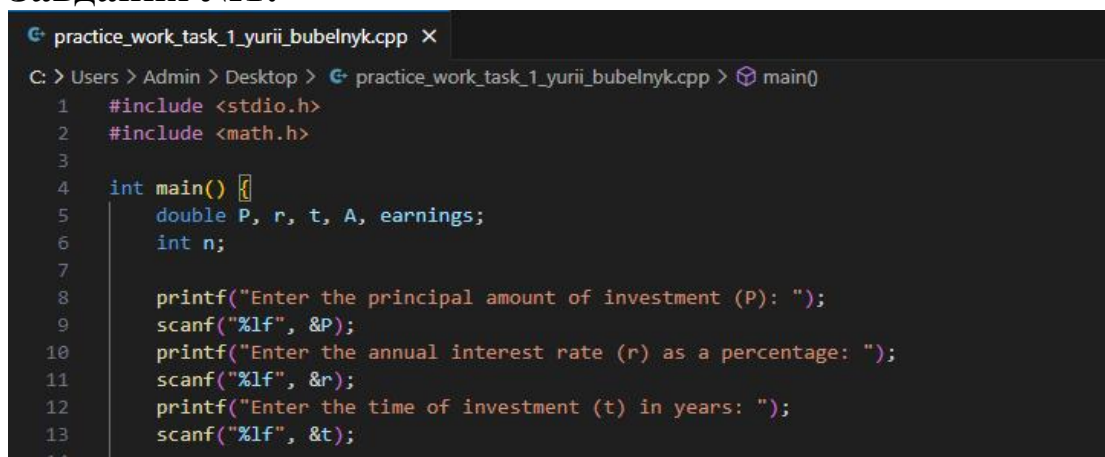 practice_work_task_1_yurii_bubelnyk.cpp ×
C: > Users > Admin > Desktop > practice_work_task_1_yurii_bubelnyk.cpp > main()
1 #include <stdio.h>
2 #include <math.h>
3
4 int main() {
5 double P, r, t, A, earnings;
6 int n;
7
8 printf("Enter the principal amount of investment (P): ");
9 scanf("%lf", &P);
10 printf("Enter the annual interest rate (r) as a percentage: ");
11 scanf("%lf", &r);
12 printf("Enter the time of investment (t) in years: ");
13 scanf("%lf", &t);